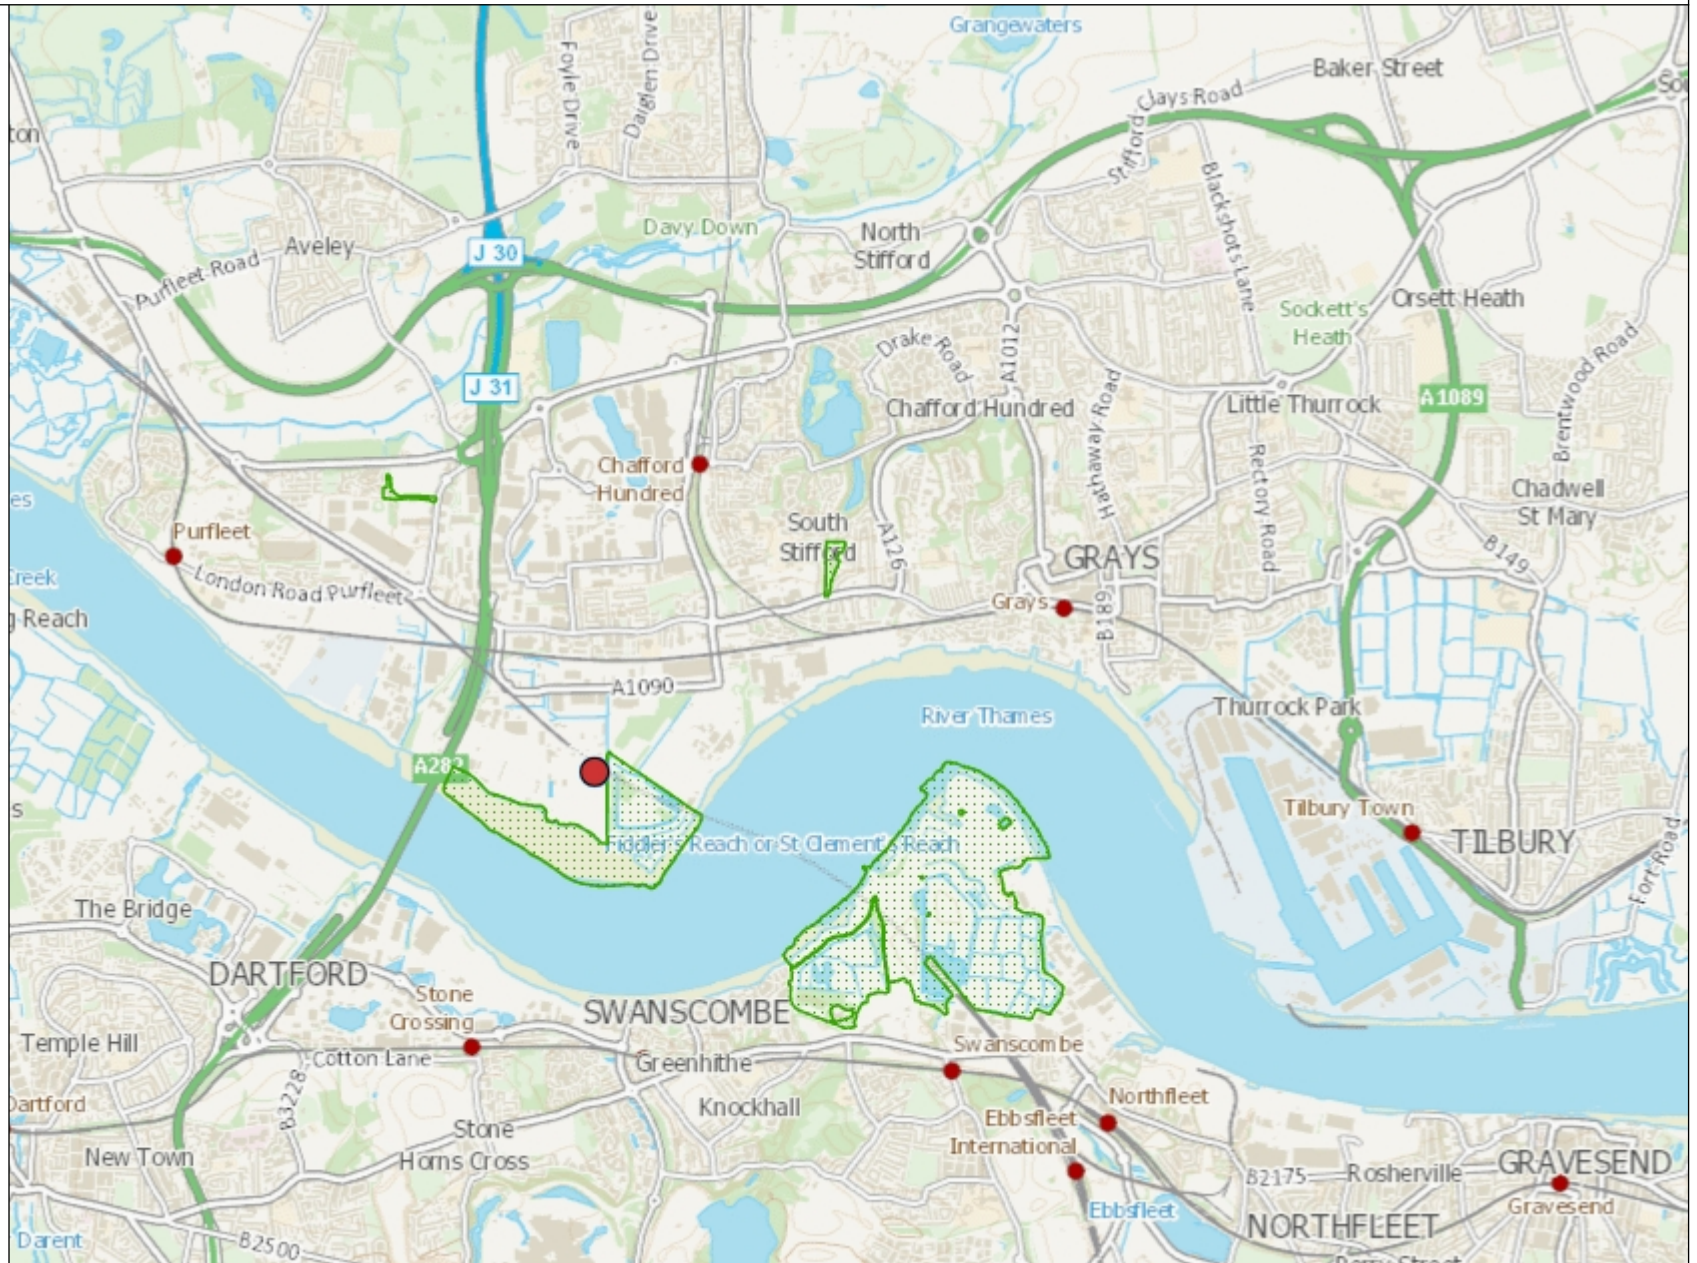 Grangewaters
Baker Street
Foyle Drive
Daiglen Drive
Stifford Clays Road
ton
Blackshots Lane
Davy Down
North
Stifford
Aveley
J 30
Purfleet Road
Orsett Heath
Sockett's
Heath
Drake Road
A1012
Brentwood Road
J 31
Chafford Hundred
Hathaway Road
Little Thurrock
A1089
Chafford
Hundred
Rectory Road
Chadwell
St Mary
South
Stifford
A126
Purfleet
GRAYS
B149
Creek
London Road Purfleet
Grays
B189
Reach
A1090
River Thames
Thurrock Park
A282
Tilbury Town
TILBURY
Fiddler's Reach or St Clement's Reach
Fort Road
The Bridge
DARTFORD
Stone
Crossing
SWANSCOMBE
Temple Hill
Cotton Lane
Greenhithe
Swanscombe
B3228
Dartford
Knockhall
Northfleet
Ebbsfleet
International
Stone
Horns Cross
New Town
B2175
Rosherville
GRAVESEND
Gravesend
Ebbsfleet
NORTHFLEET
Darent
B2500
Perry Street